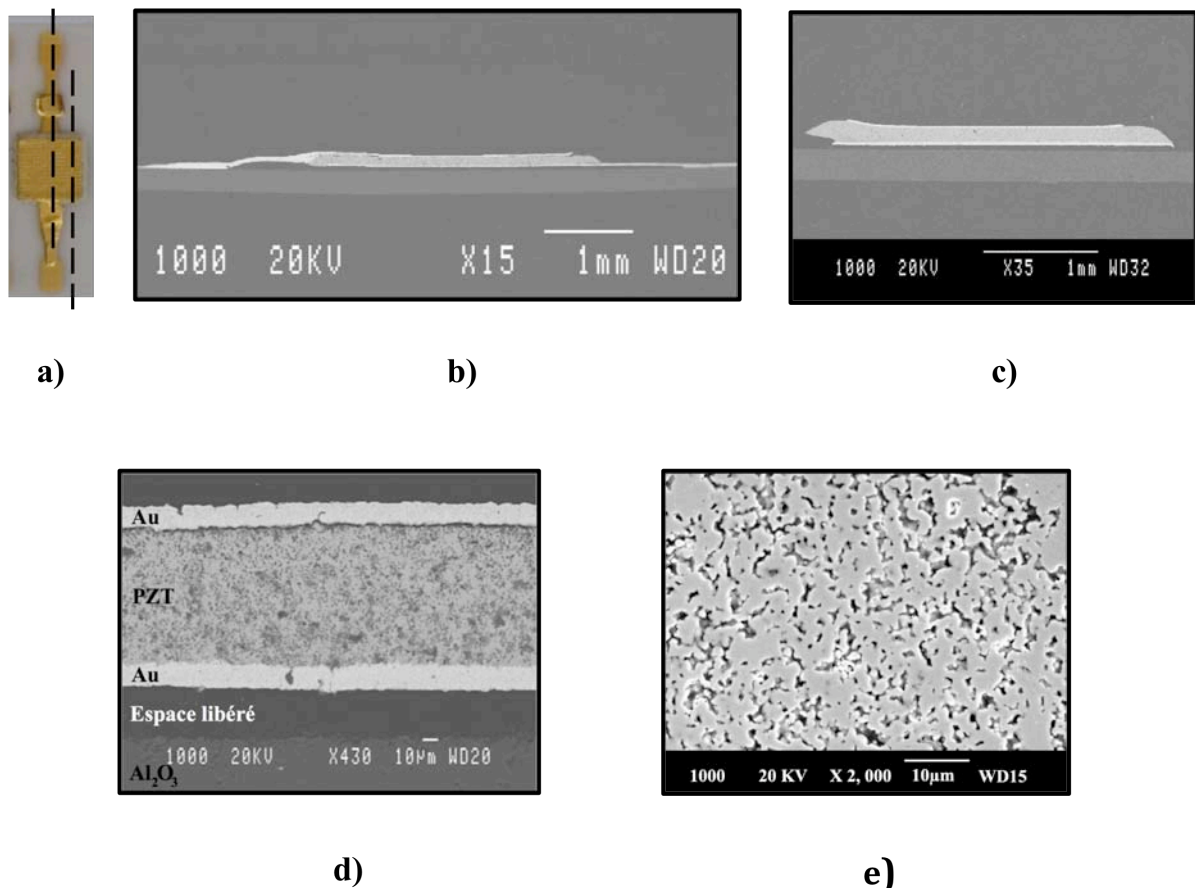 1000 20KV X15 1mm WD20
1000 20KV X35 1mm WD32
a)
b)
c)
Au
PZT
Au
Espace libéré
1000 20KV X430 10µm WD20
Al₂O₃
1000 20 KV X 2, 000 10µm WD15
d)
e)